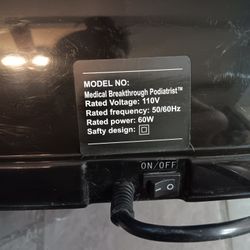 MODEL NO:
Medical Breakthrough Podiatrist™
Rated Voltage: 110V
Rated frequency: 50/60Hz
Rated power: 60W
Safty design:
ON/OFF